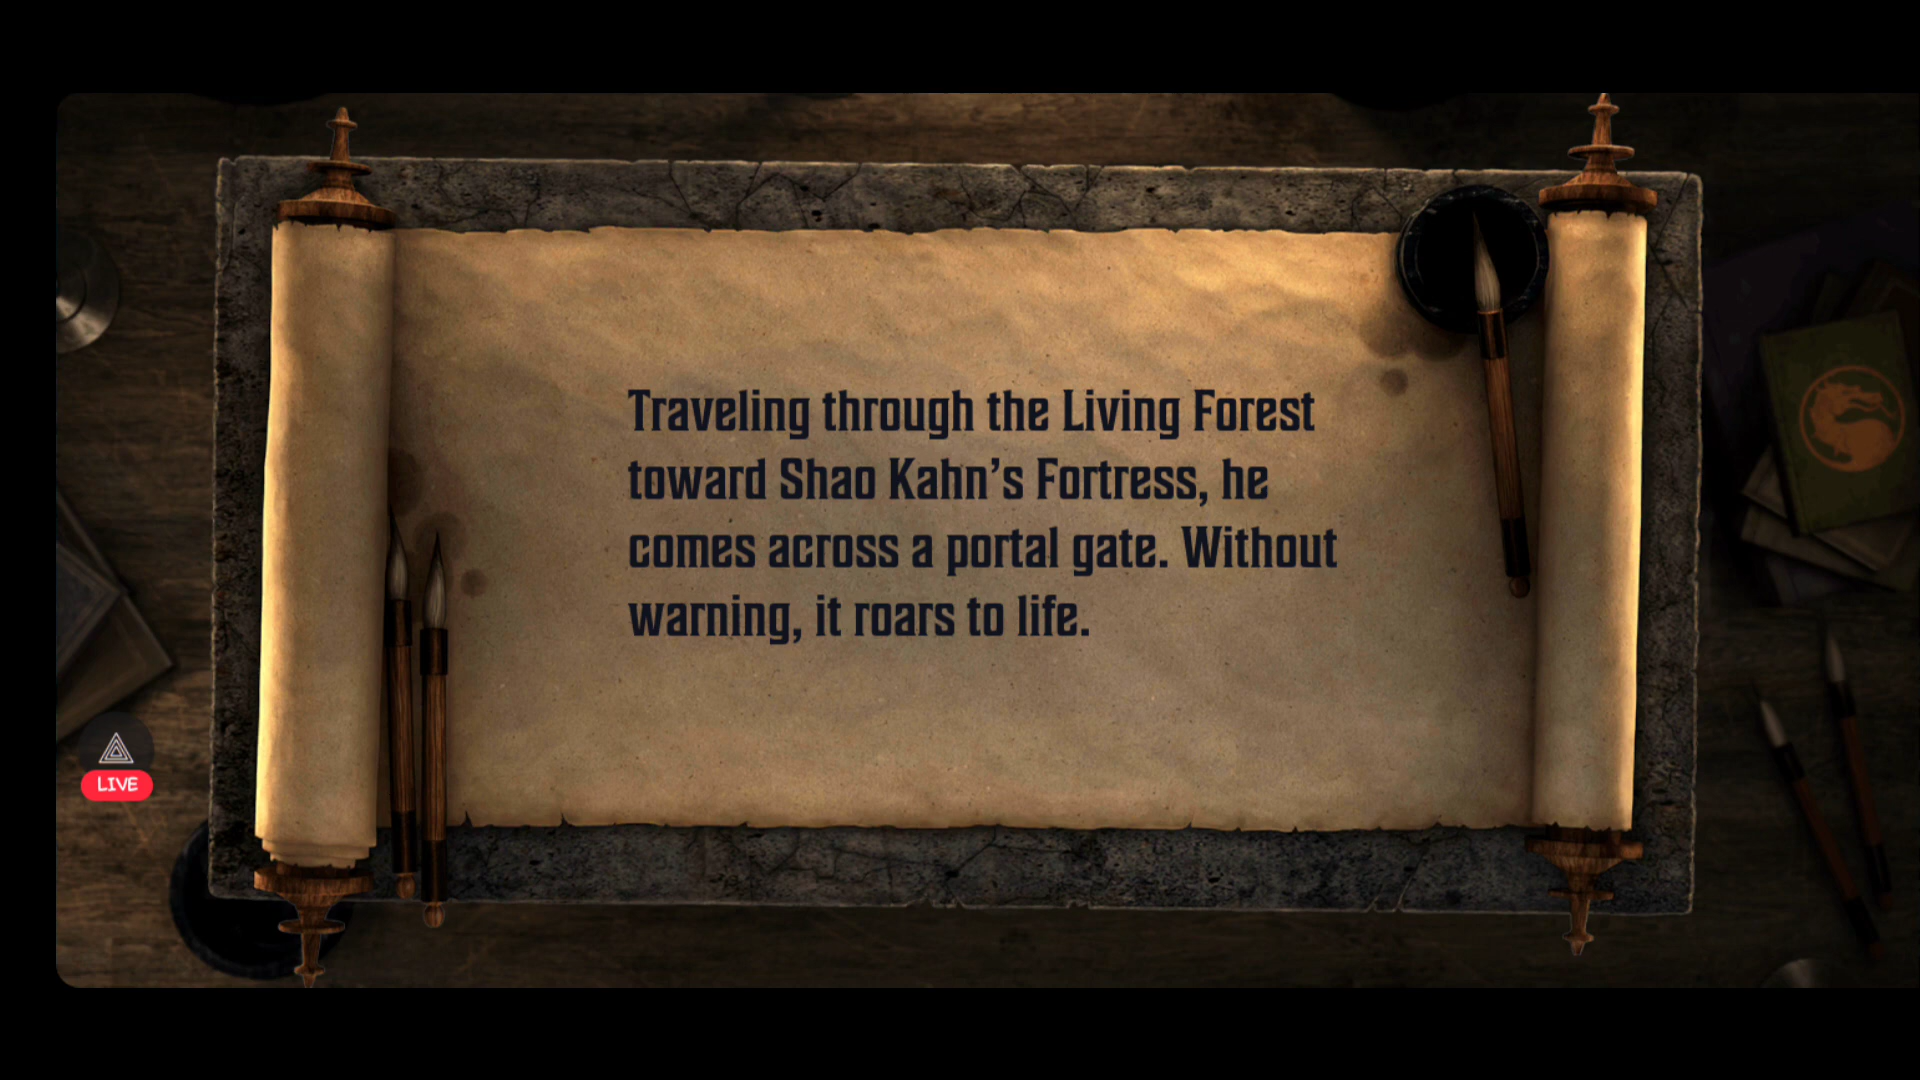 Traveling through the Living Forest
toward Shao Kahn’s Fortress, he
comes across a portal gate. Without
warning, it roars to life.
LIVE